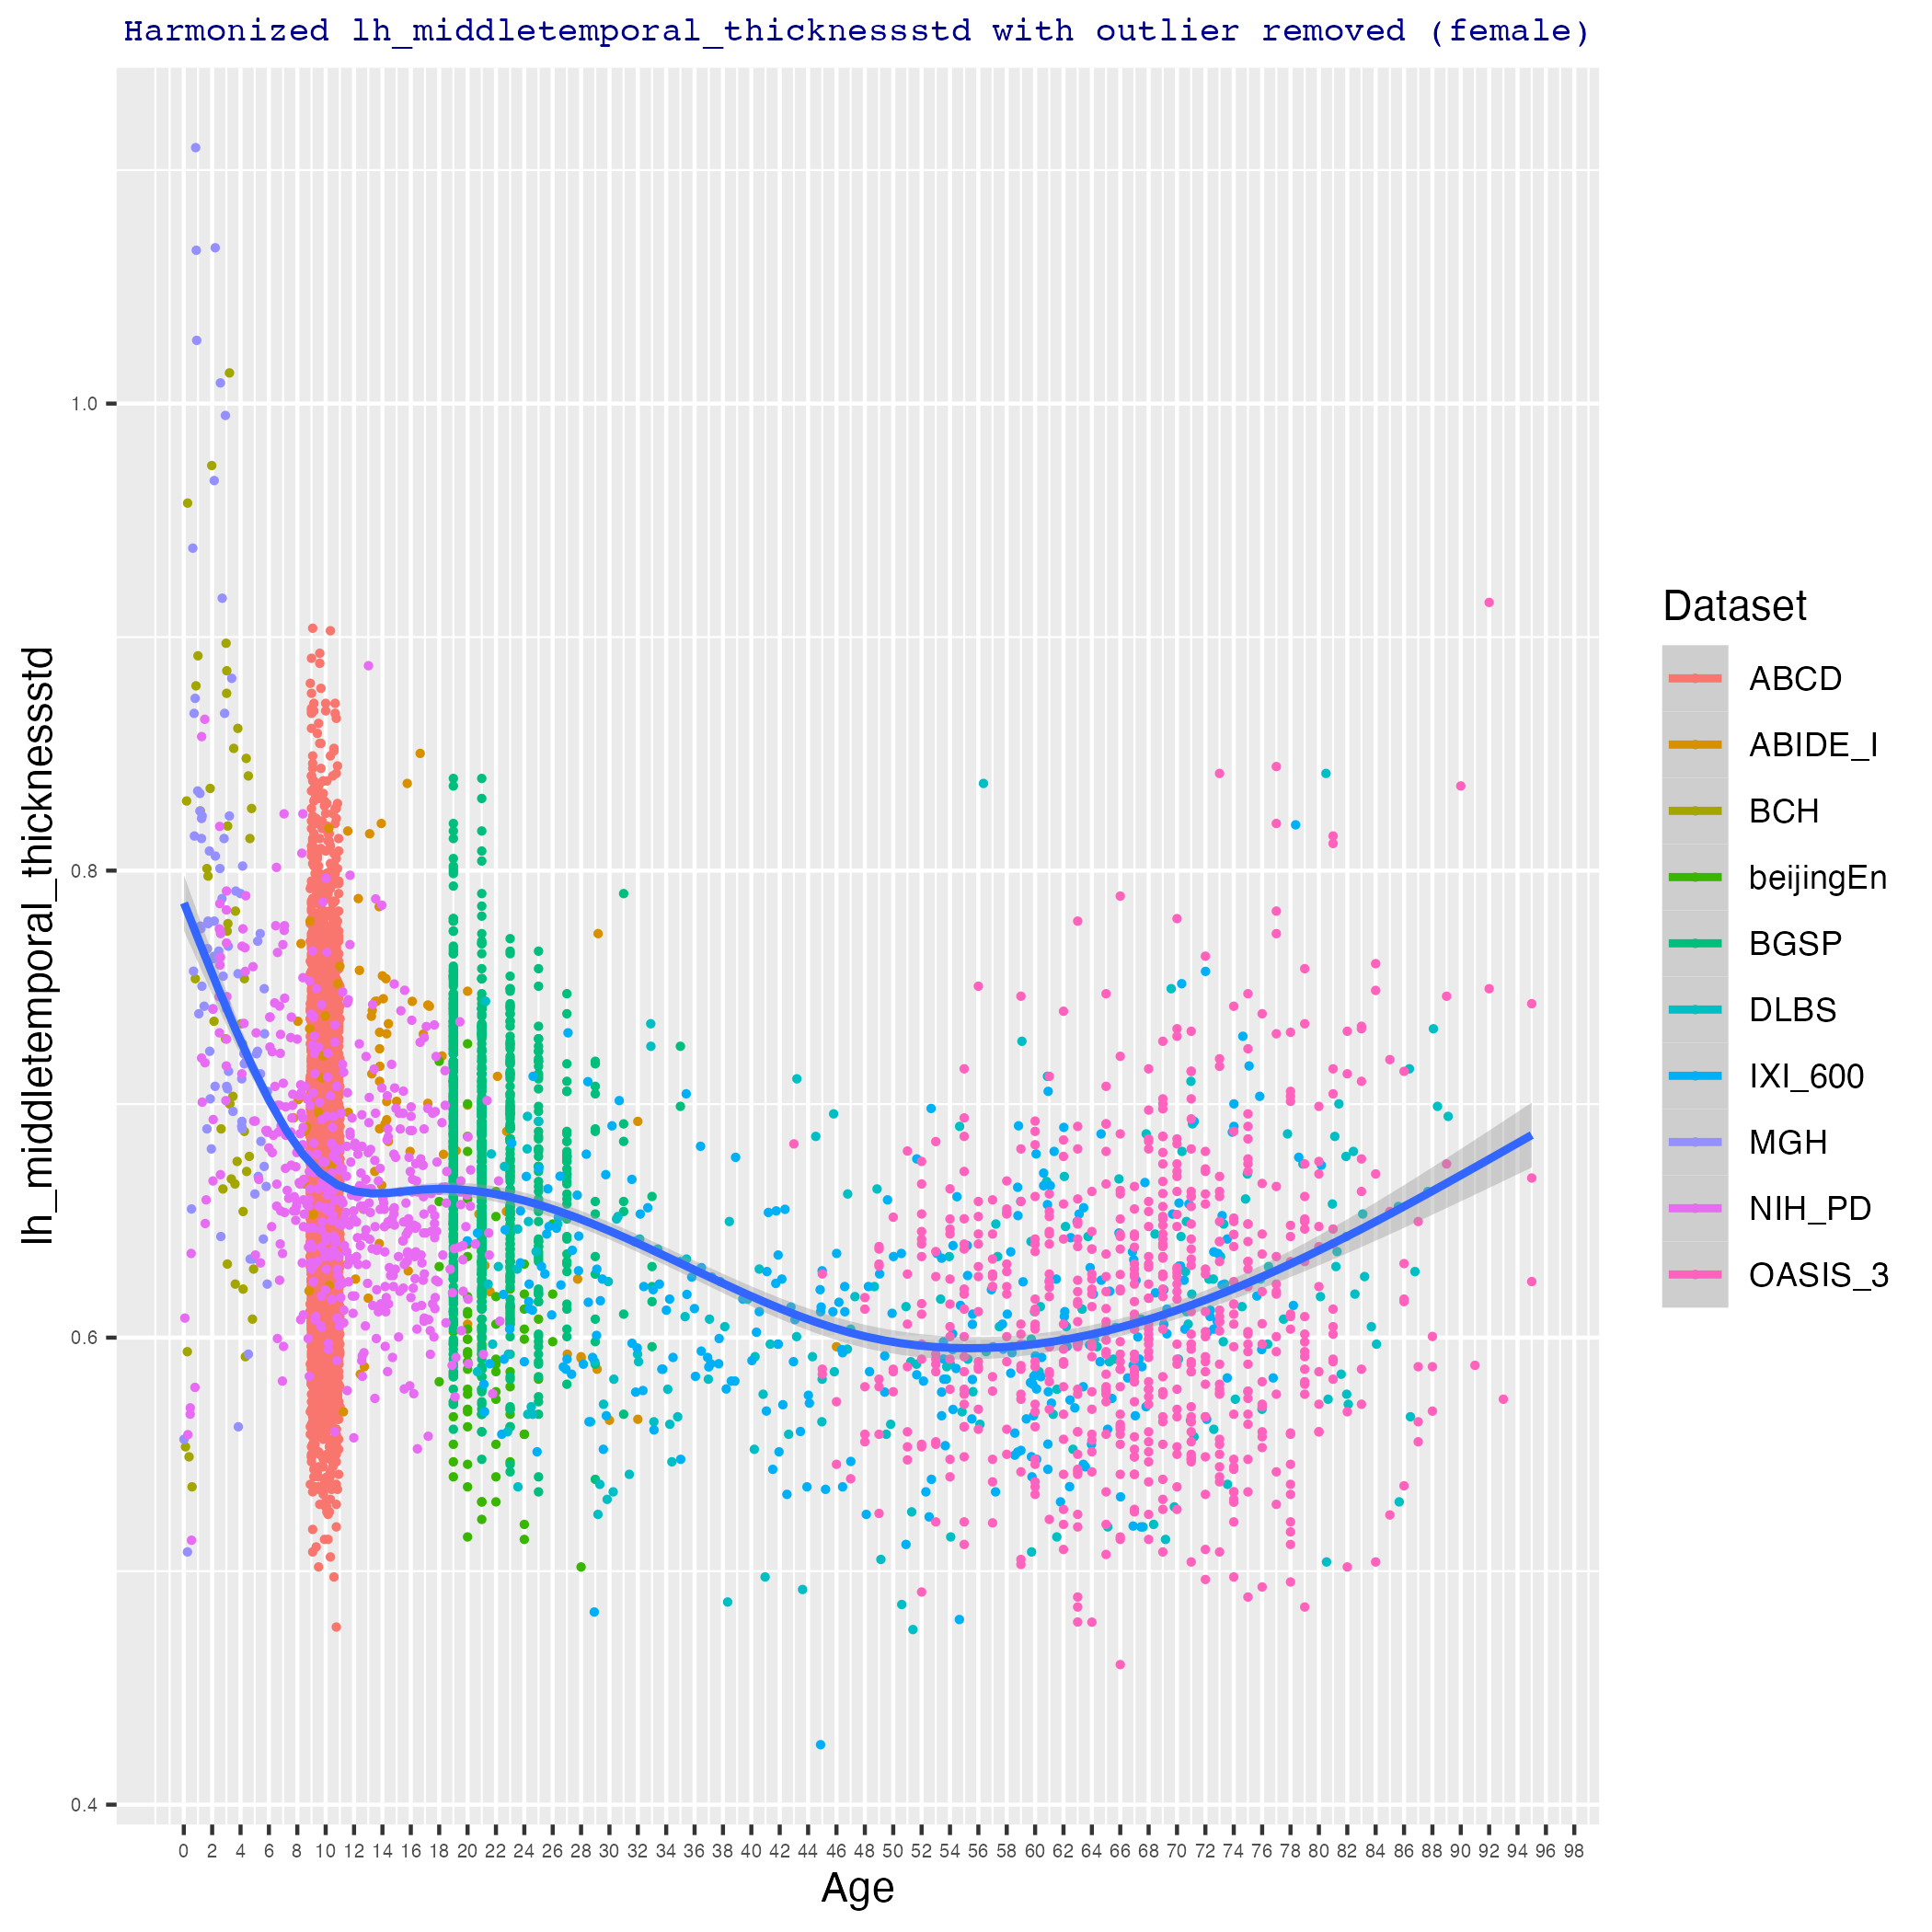 Harmonized lh_middletemporal_thicknessstd with outlier removed (female)
lh_middletemporal_thicknessstd
1.0
0.8
0.6
0.4
0 2 4 6 8 10 12 14 16 18 20 22 24 26 28 30 32 34 36 38 40 42 44 46 48 50 52 54 56 58 60 62 64 66 68 70 72 74 76 78 80 82 84 86 88 90 92 94 96 98
Age
Dataset
ABCD
ABIDE_I
BCH
beijingEn
BGSP
DLBS
IXI_600
MGH
NIH_PD
OASIS_3